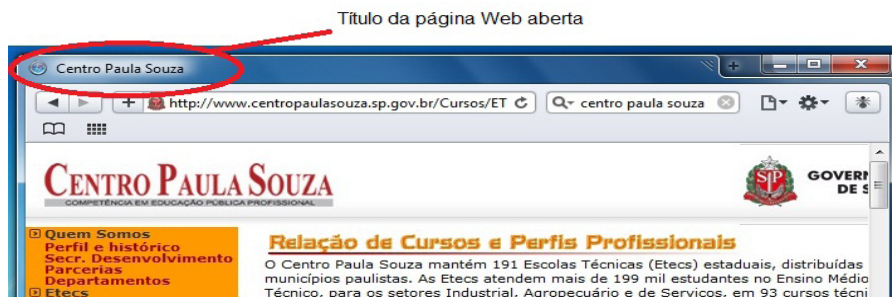 Título da página Web aberta
Centro Paula Souza
http://www.centropaulasouza.sp.gov.br/Cursos/ET
centro paula souza
CENTRO PAULA SOUZA
COMPETÊNCIA EM EDUCAÇÃO PÚBLICA PROFISSIONAL
SP
GOVERN
DE S
Quem Somos
Perfil e histórico
Secr. Desenvolvimento
Parcerias
Departamentos
Etecs
Relação de Cursos e Perfis Profissionais
O Centro Paula Souza mantém 191 Escolas Técnicas (Etecs) estaduais, distribuídas
municípios paulistas. As Etecs atendem mais de 199 mil estudantes no Ensino Médio
Técnico, para os setores Industrial, Agropecuário e de Serviços, em 93 cursos técni